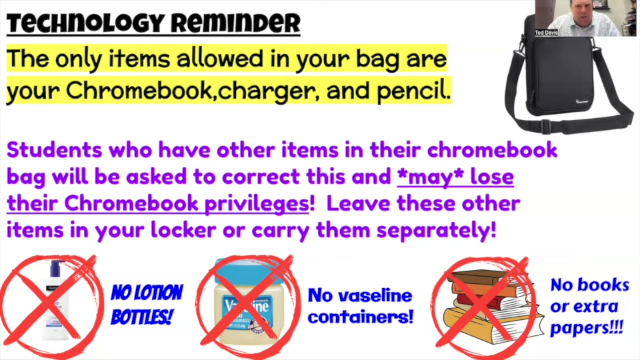 Technology Reminder
Ted Davis
The only items allowed in your bag are
your Chromebook,charger, and pencil.
Students who have other items in their chromebook
bag will be asked to correct this and *may* lose
their Chromebook privileges! Leave these other
items in your locker or carry them separately!
NO LOTION
BOTTLES!
Vaseline
No vaseline
containers!
No books
or extra
papers!!!